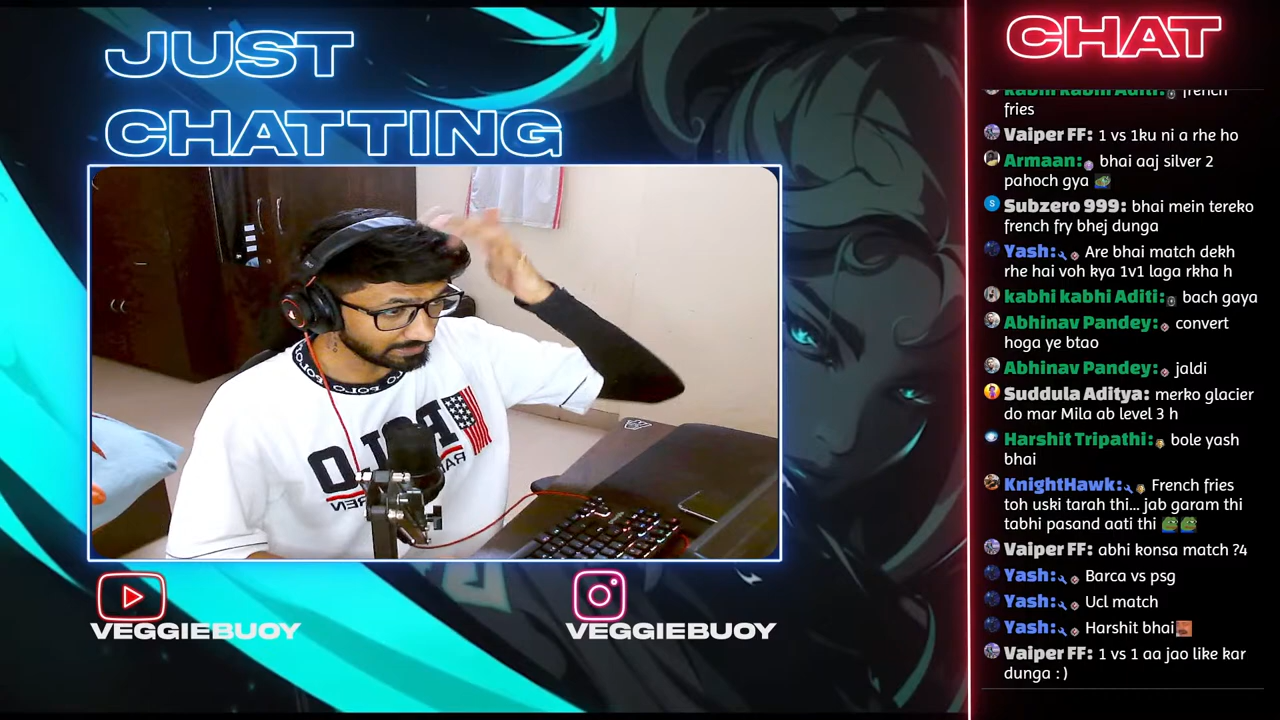 JUST
CHATTING
VEGGIEBUOY
VEGGIEBUOY
CHAT
kabhi kabhi Aditi: french
fries
Vaiper FF: 1 vs 1ku ni a rhe ho
Armaan: bhai aaj silver 2
pahoch gya
Subzero 999: bhai mein tereko
french fry bhej dunga
Yash: Are bhai match dekh
rhe hai voh kya 1v1 laga rkha h
kabhi kabhi Aditi: bach gaya
Abhinav Pandey: convert
hoga ye btao
Abhinav Pandey: jaldi
Suddula Aditya: merko glacier
do mar Mila ab level 3 h
Harshit Tripathi: bole yash
bhai
KnightHawk: French fries
toh uski tarah thi... jab garam thi
tabhi pasand aati thi
Vaiper FF: abhi konsa match ?4
Yash: Barca vs psg
Yash: Ucl match
Yash: Harshit bhai
Vaiper FF: 1 vs 1 aa jao like kar
dunga :)